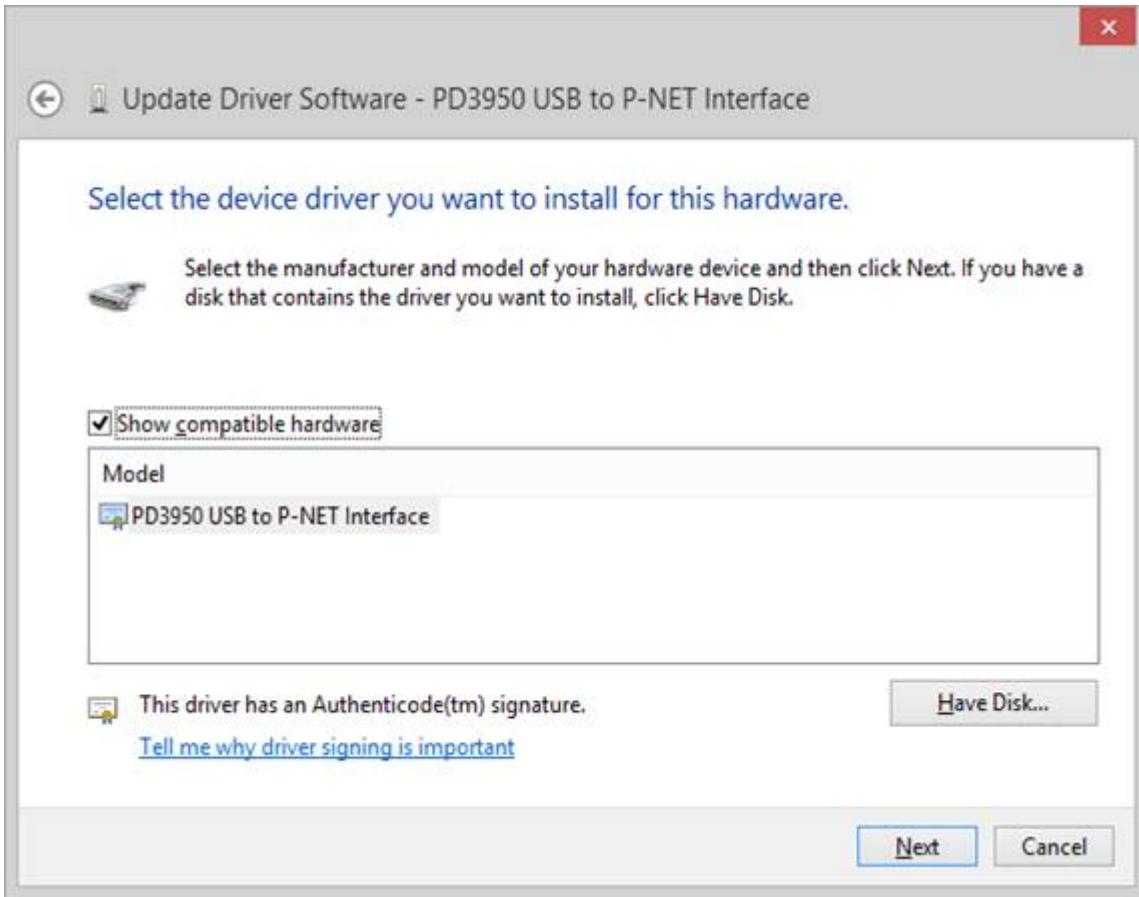 Update Driver Software - PD3950 USB to P-NET Interface
Select the device driver you want to install for this hardware.
Select the manufacturer and model of your hardware device and then click Next. If you have a
disk that contains the driver you want to install, click Have Disk.
Show compatible hardware
Model
PD3950 USB to P-NET Interface
This driver has an Authenticode(tm) signature.
Have Disk...
Tell me why driver signing is important
Next
Cancel